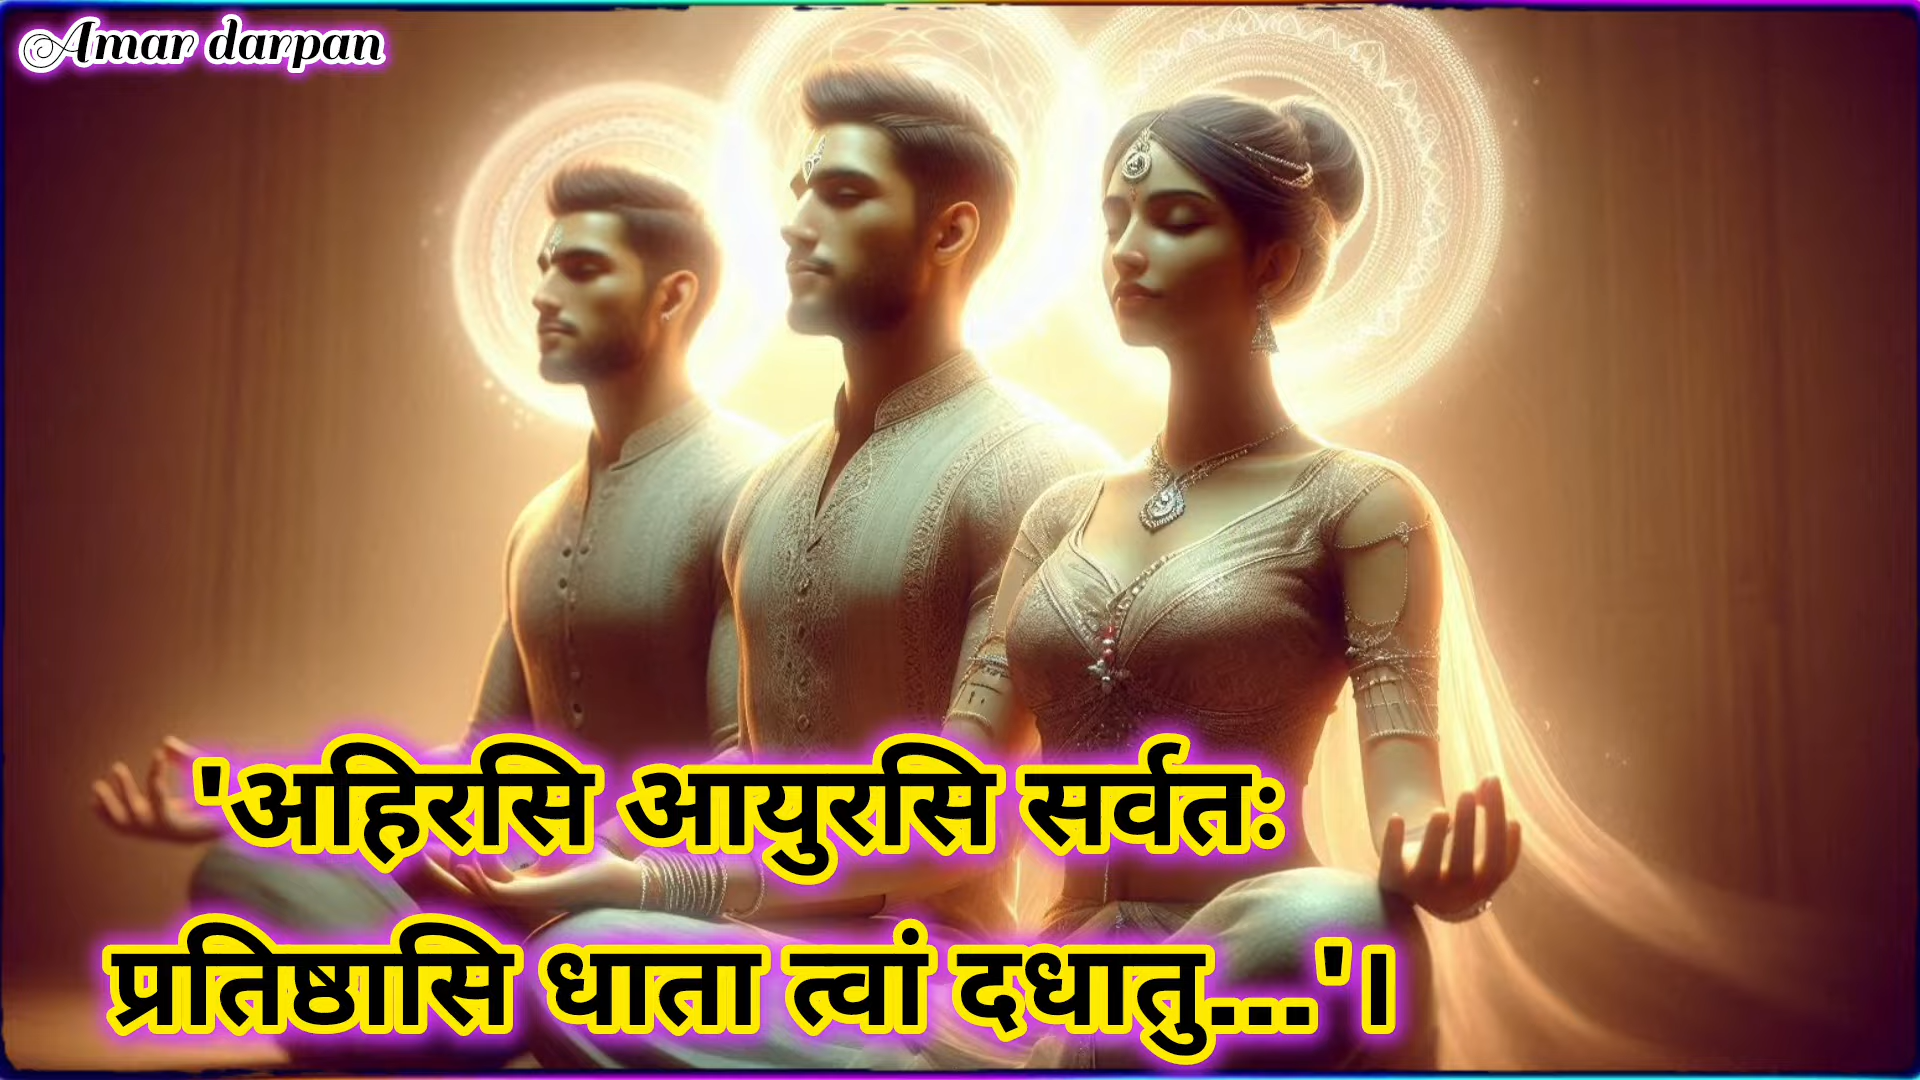 Amar darpan
'अहिरसि आयुरसि सर्वतः
प्रतिष्ठासि धाता त्वां दधातु...'।